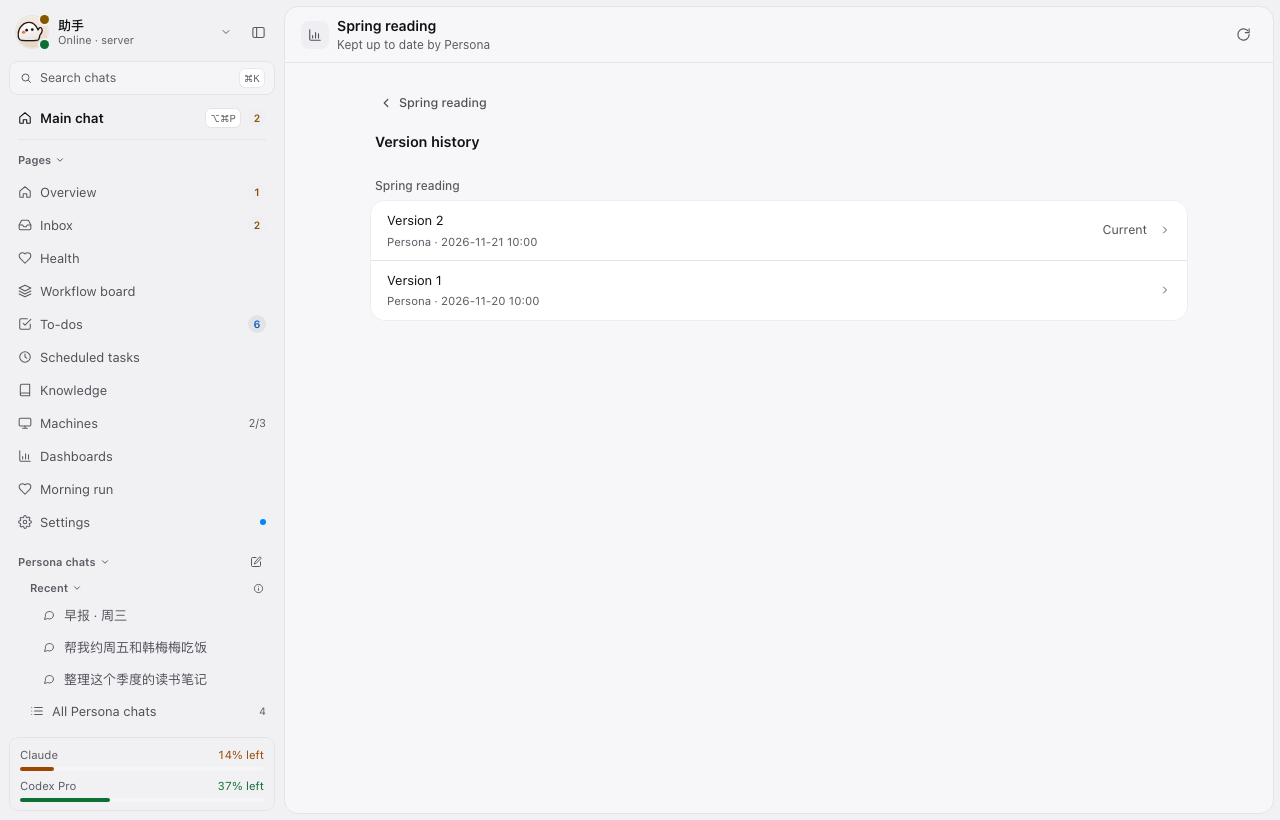 助手
Online · server
Search chats
⌘K
Main chat
⌥⌘P
2
Pages
Overview
1
Inbox
2
Health
Workflow board
To-dos
6
Scheduled tasks
Knowledge
Machines
2/3
Dashboards
Morning run
Settings
Persona chats
Recent
早报 · 周三
帮我约周五和韩梅梅吃饭
整理这个季度的读书笔记
All Persona chats
4
Claude
14% left
Codex Pro
37% left
Spring reading
Kept up to date by Persona
Spring reading
Version history
Spring reading
Version 2
Persona · 2026-11-21 10:00
Current
Version 1
Persona · 2026-11-20 10:00